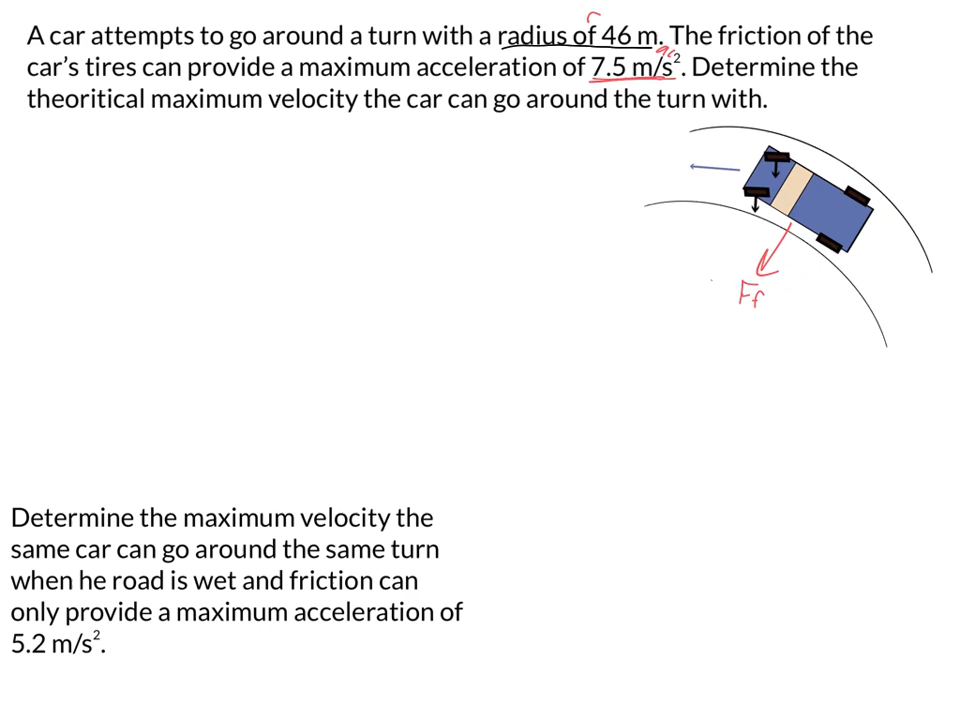 r
A car attempts to go around a turn with a radius of 46 m. The friction of the
ac
car's tires can provide a maximum acceleration of 7.5 m/s². Determine the
theoritical maximum velocity the car can go around the turn with.
Ff
Determine the maximum velocity the
same car can go around the same turn
when he road is wet and friction can
only provide a maximum acceleration of
5.2 m/s².